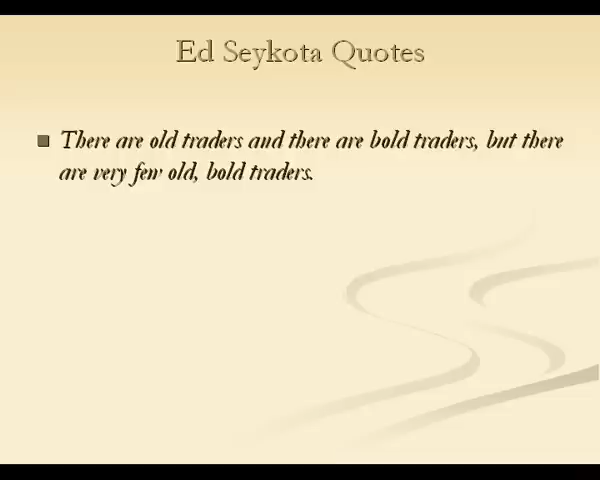 Ed Seykota Quotes
There are old traders and there are bold traders, but there
are very few old, bold traders.